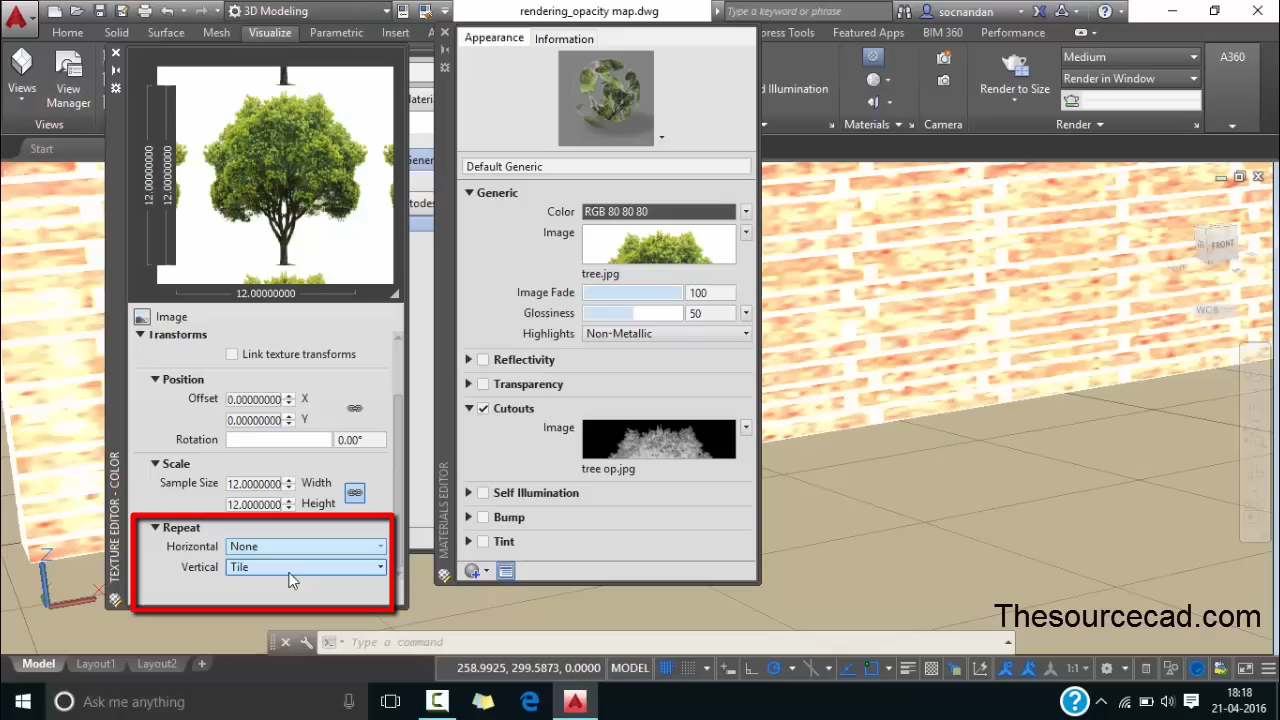 3D Modeling
rendering_opacity map.dwg
Type a keyword or phrase
socnandan
Home
Solid
Surface
Mesh
Visualize
Parametric
Insert
press Tools
Featured Apps
BIM 360
Performance
Views
View
Manager
Views
Illumination
Materials
Camera
Render to Size
Medium
Render in Window
Render
A360
Start
12.00000000
12.00000000
12.00000000
Image
Transforms
Link texture transforms
Position
Offset 0.00000000 X
0.00000000 Y
Rotation 0.00°
Scale
Sample Size 12.0000000 Width
12.0000000 Height
Repeat
Horizontal None
Vertical Tile
TEXTURE EDITOR - COLOR
Appearance
Information
Default Generic
Generic
Color RGB 80 80 80
Image
tree.jpg
Image Fade 100
Glossiness 50
Highlights Non-Metallic
Reflectivity
Transparency
Cutouts
Image
tree op.jpg
Self Illumination
Bump
Tint
MATERIALS EDITOR
FRONT
WCS
Z
Thesourcecad.com
Type a command
Model
Layout1
Layout2
258.9925, 299.5873, 0.0000
MODEL
1:1
Ask me anything
18:18
21-04-2016